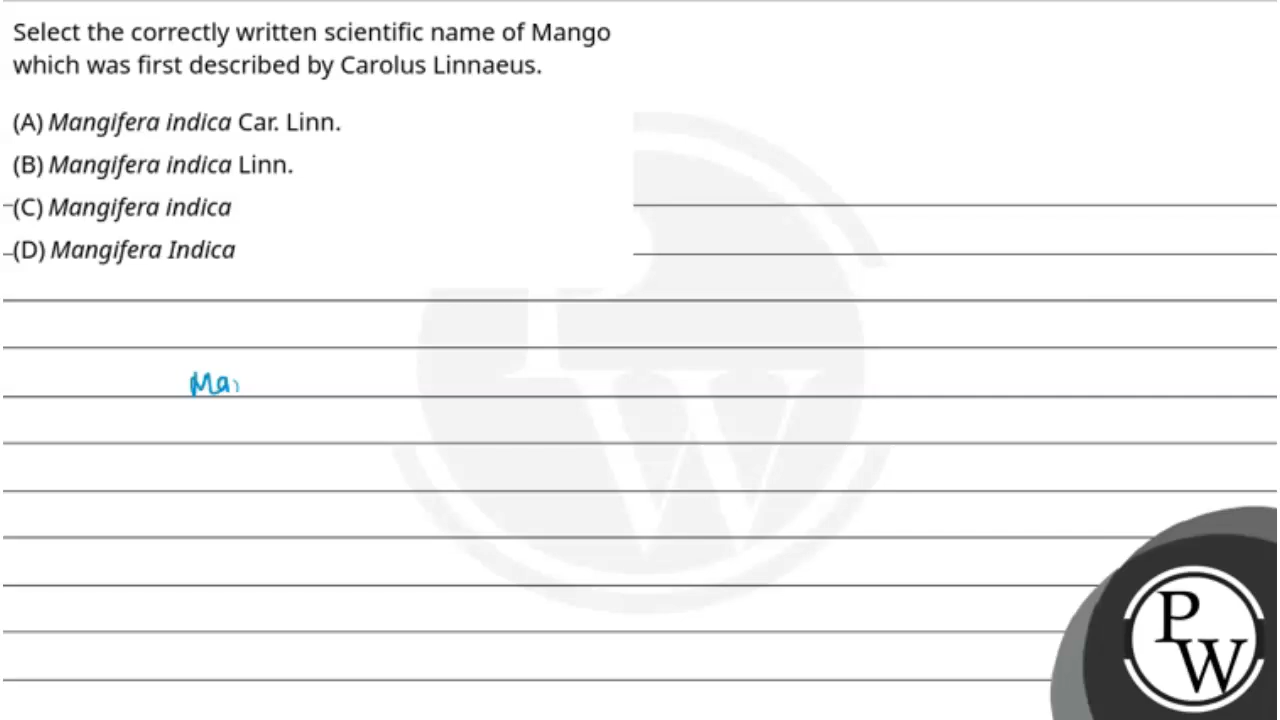 Select the correctly written scientific name of Mango
which was first described by Carolus Linnaeus.
(A) Mangifera indica Car. Linn.
(B) Mangifera indica Linn.
(C) Mangifera indica
(D) Mangifera Indica
Ma
PW